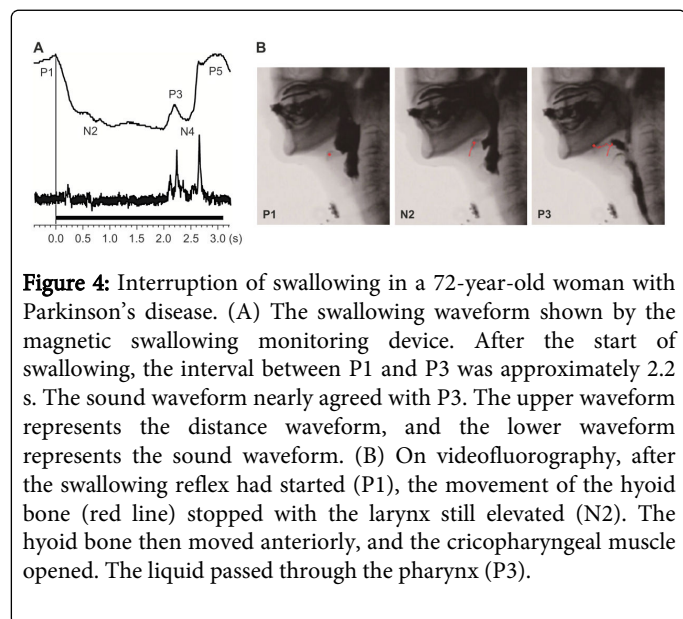 A
B
P1
P3
P5
N2
N4
0.0 0.5 1.0 1.5 2.0 2.5 3.0 (s)
P1
N2
P3
Figure 4: Interruption of swallowing in a 72-year-old woman with
Parkinson’s disease. (A) The swallowing waveform shown by the
magnetic swallowing monitoring device. After the start of
swallowing, the interval between P1 and P3 was approximately 2.2
s. The sound waveform nearly agreed with P3. The upper waveform
represents the distance waveform, and the lower waveform
represents the sound waveform. (B) On videofluorography, after
the swallowing reflex had started (P1), the movement of the hyoid
bone (red line) stopped with the larynx still elevated (N2). The
hyoid bone then moved anteriorly, and the cricopharyngeal muscle
opened. The liquid passed through the pharynx (P3).